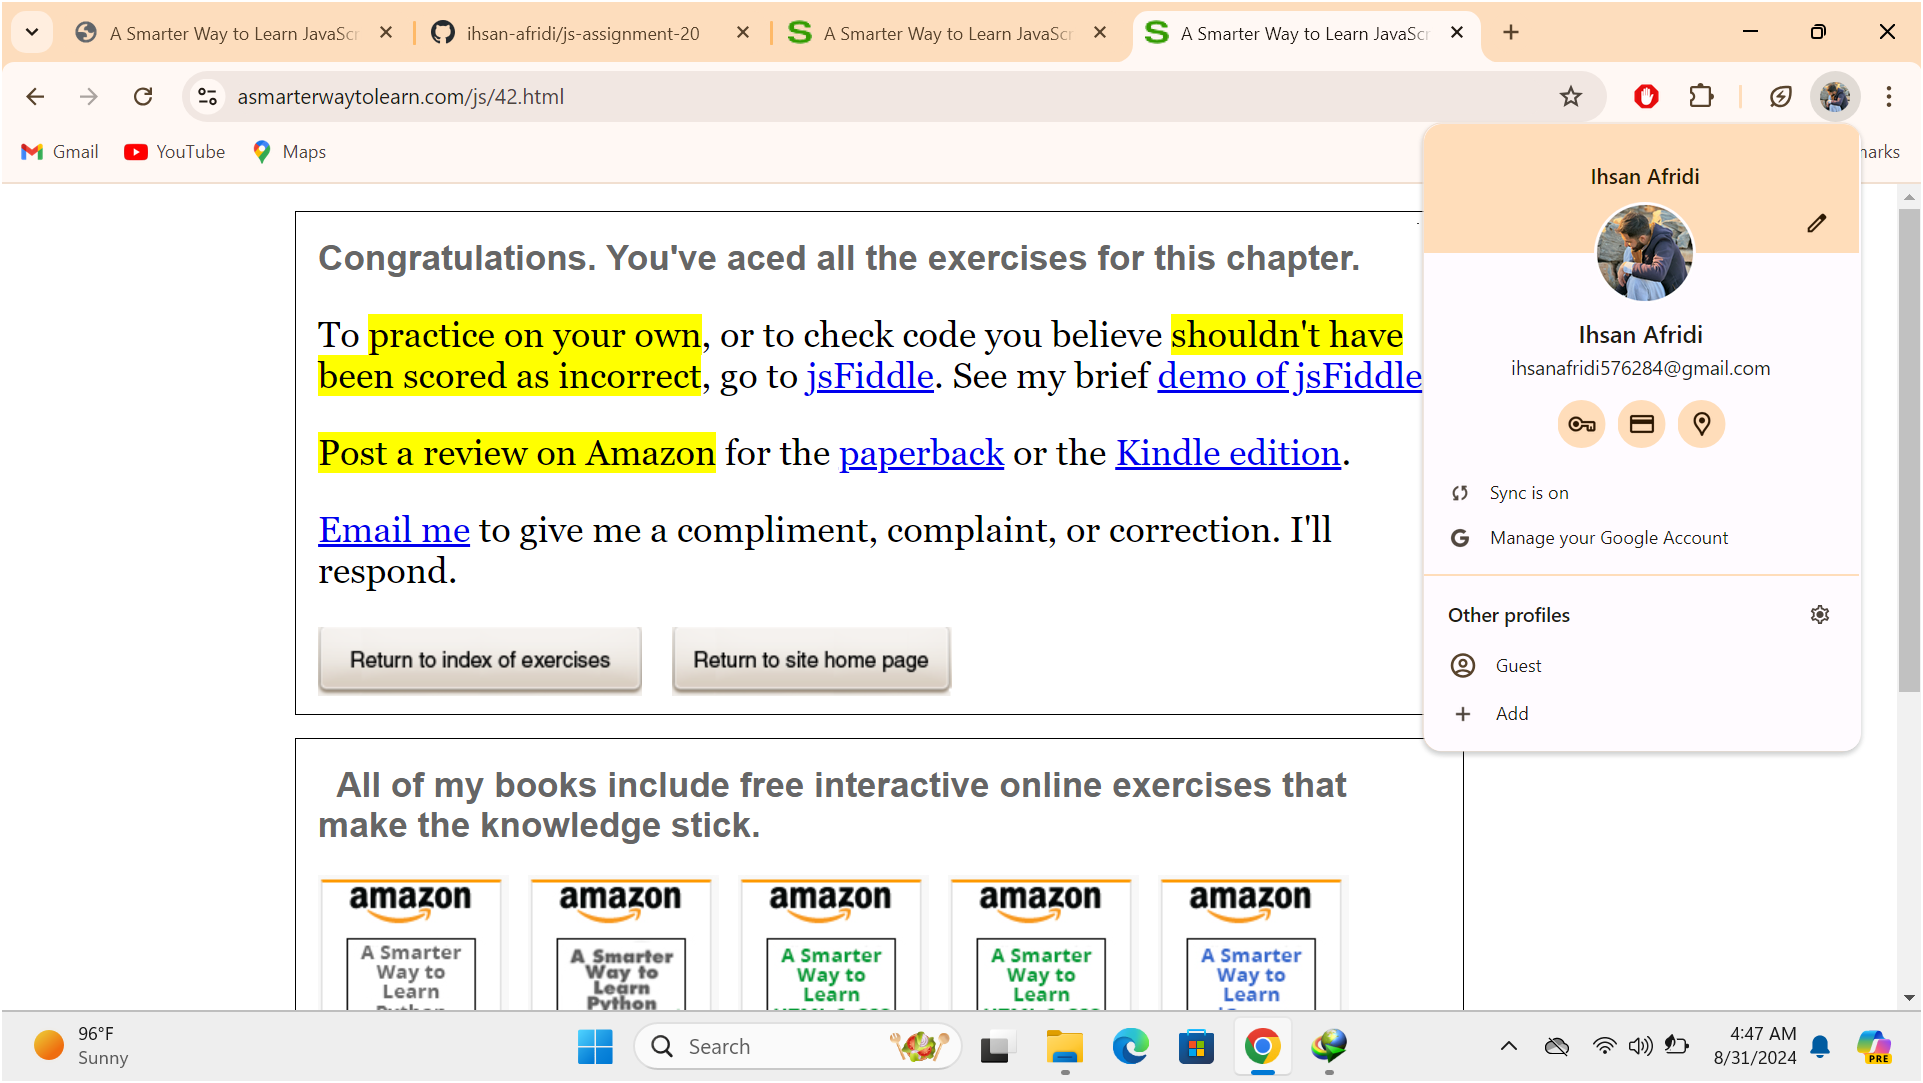 A Smarter Way to Learn JavaScr
ihsan-afridi/js-assignment-20
A Smarter Way to Learn JavaScr
A Smarter Way to Learn JavaScr
asmarterwaytolearn.com/js/42.html
Gmail
YouTube
Maps
narks
Ihsan Afridi
Ihsan Afridi
ihsanafridi576284@gmail.com
Sync is on
Manage your Google Account
Other profiles
Guest
Add
Congratulations. You've aced all the exercises for this chapter.
To practice on your own, or to check code you believe shouldn't have
been scored as incorrect, go to jsFiddle. See my brief demo of jsFiddle
Post a review on Amazon for the paperback or the Kindle edition.
Email me to give me a compliment, complaint, or correction. I'll
respond.
Return to index of exercises
Return to site home page
All of my books include free interactive online exercises that
make the knowledge stick.
amazon
A Smarter
Way to
Learn
Python
amazon
A Smarter
Way to
Learn
Python
amazon
A Smarter
Way to
Learn
amazon
A Smarter
Way to
Learn
amazon
A Smarter
Way to
Learn
96°F
Sunny
Search
4:47 AM
8/31/2024
PRE